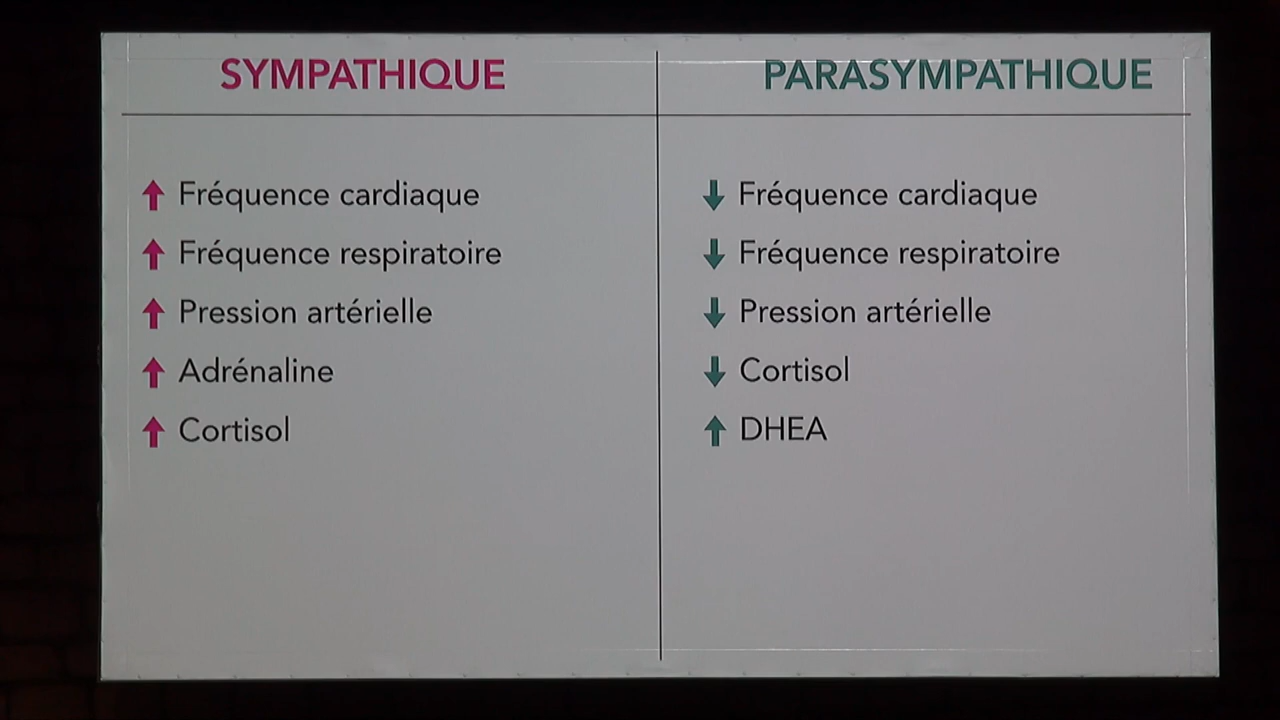 SYMPATHIQUE
↑ Fréquence cardiaque
↑ Fréquence respiratoire
↑ Pression artérielle
↑ Adrénaline
↑ Cortisol
PARASYMPATHIQUE
↓ Fréquence cardiaque
↓ Fréquence respiratoire
↓ Pression artérielle
↓ Cortisol
↑ DHEA